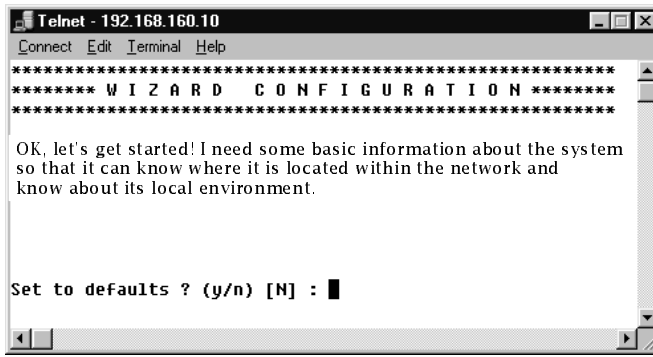 Telnet - 192.168.160.10
Connect Edit Terminal Help
*********************************************************
******** W I Z A R D   C O N F I G U R A T I O N ********
*********************************************************
OK, let's get started! I need some basic information about the system
so that it can know where it is located within the network and
know about its local environment.
Set to defaults ? (y/n) [N] :